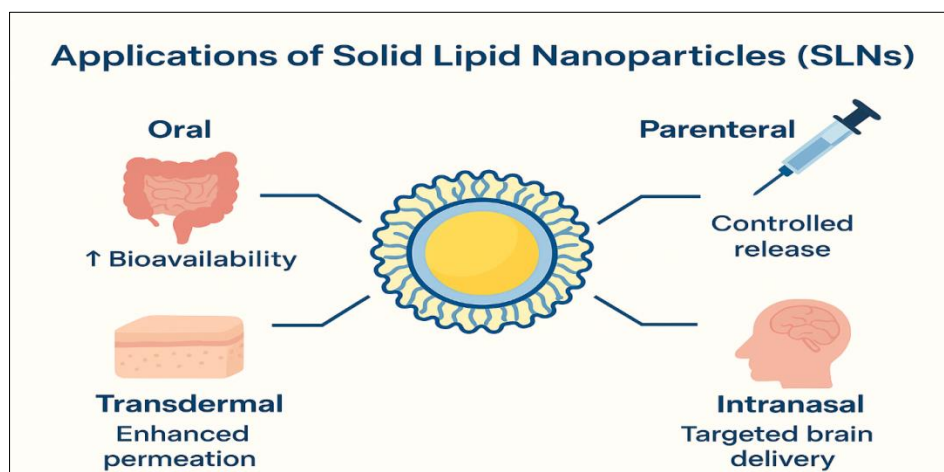 Applications of Solid Lipid Nanoparticles (SLNs)
Oral
↑ Bioavailability
Parenteral
Controlled
release
Transdermal
Enhanced
permeation
Intranasal
Targeted brain
delivery